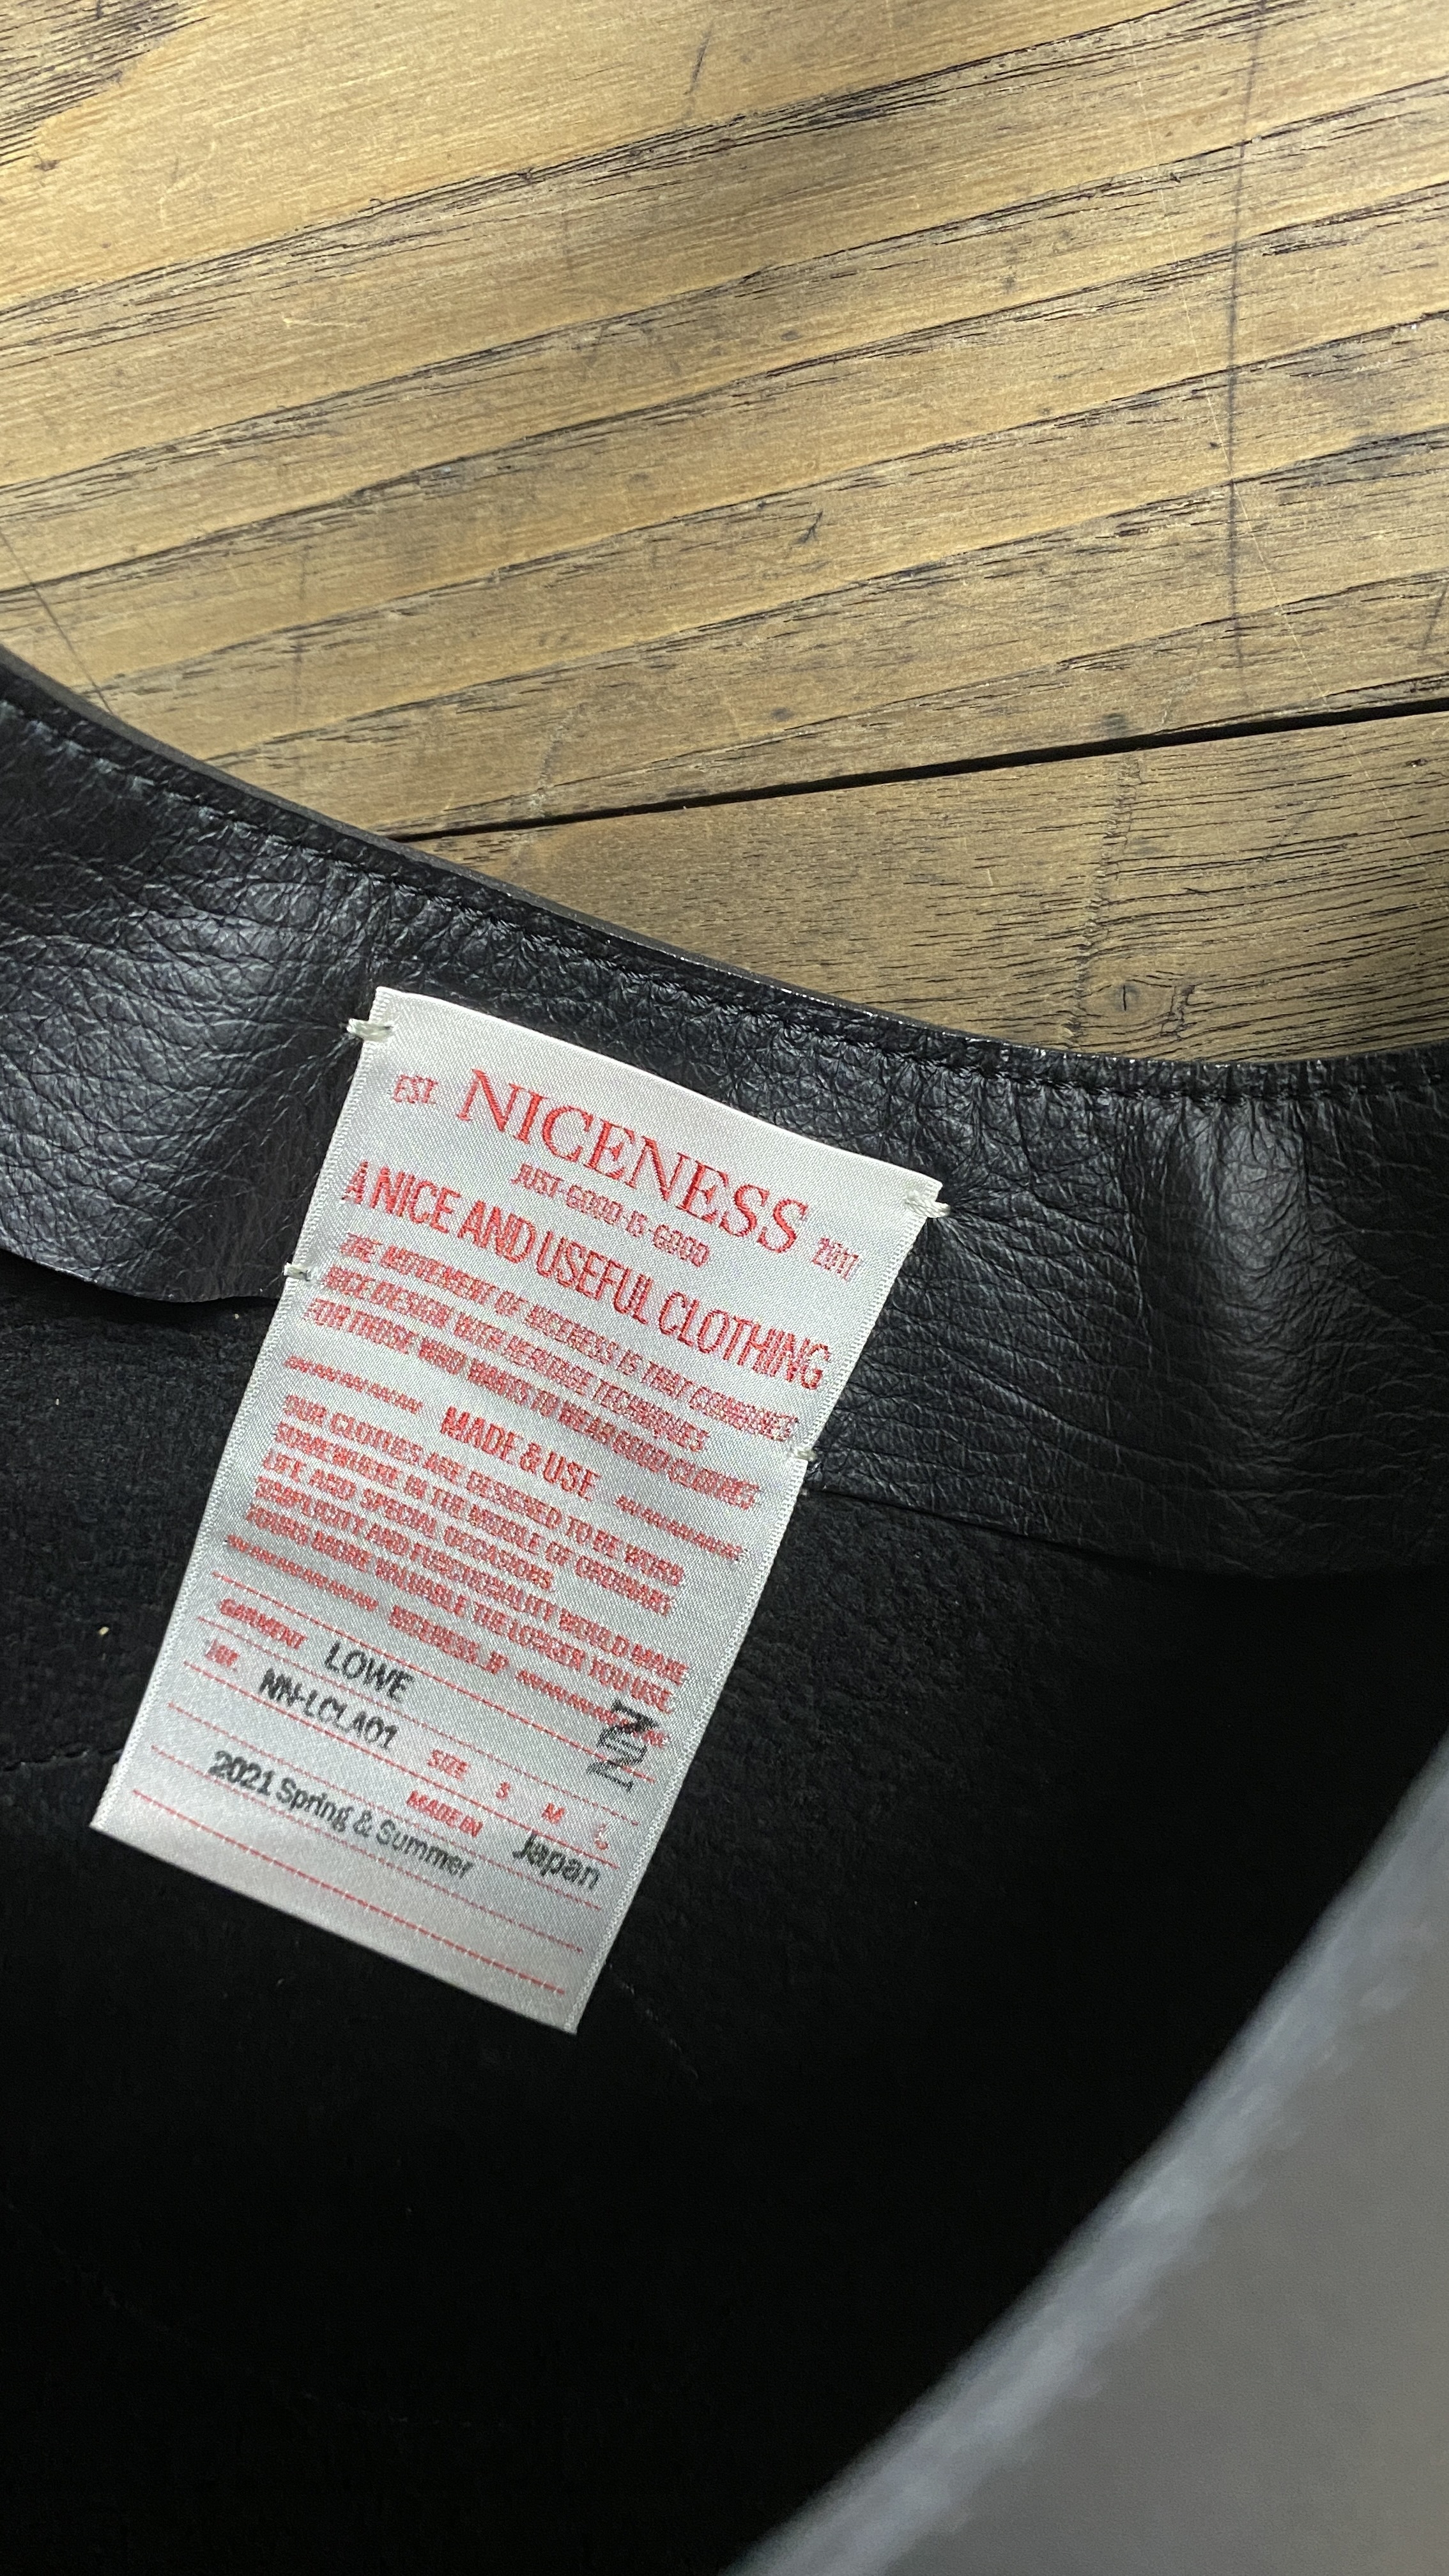 EST. NICENESS 2017
JUST GOOD IS GOOD
A NICE AND USEFUL CLOTHING
THE MOVEMENT OF NICENESS IS THAT COMBINES
NICE DESIGN WITH HERITAGE TECHNIQUES
FOR THOSE WHO WANTS TO WEAR GOOD CLOTHES
MADE & USE
OUR CLOTHES ARE DESIGNED TO BE WORN
SOMEWHERE IN THE MIDDLE OF ORDINARY
LIFE AND SPECIAL OCCASIONS.
SIMPLICITY AND FUNCTIONALITY WOULD MAKE
YOURS MORE VALUABLE THE LONGER YOU USE.
NICENESS.JP
GARMENT LOWE
NN-LCLA01 SIZE S M L
MADE IN Japan
2021 Spring & Summer